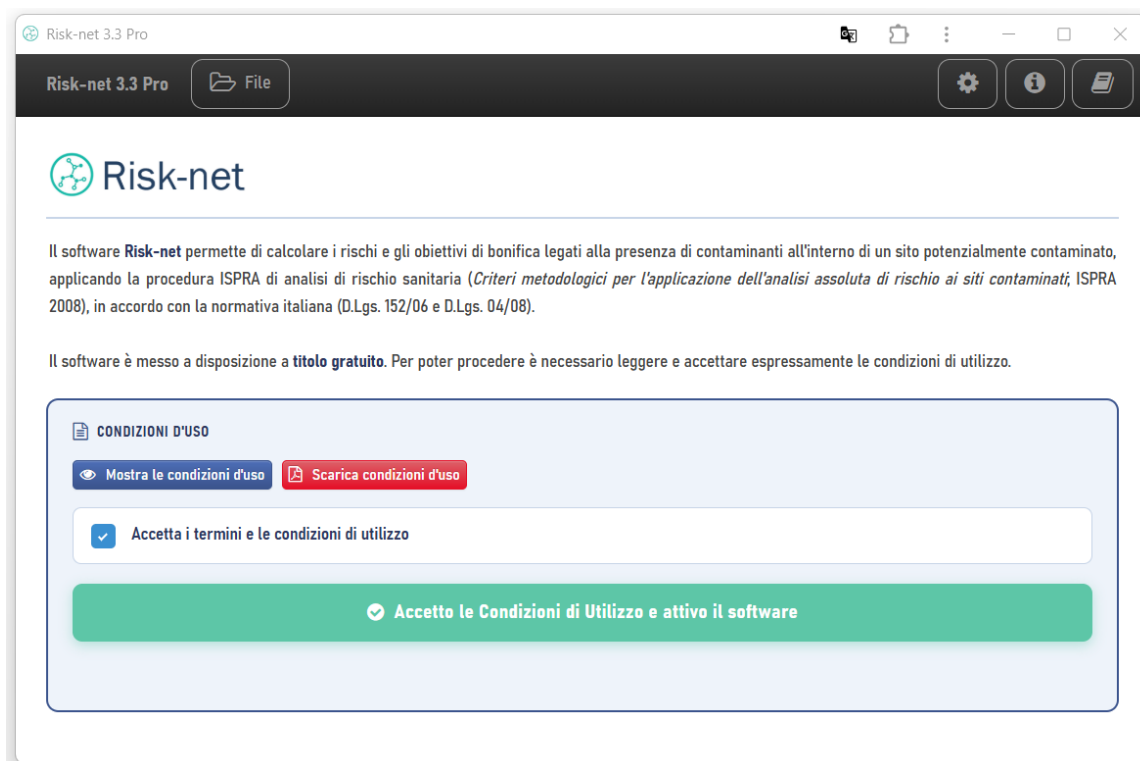 Risk-net 3.3 Pro
Risk-net 3.3 Pro
File
Risk-net
Il software Risk-net permette di calcolare i rischi e gli obiettivi di bonifica legati alla presenza di contaminanti all'interno di un sito potenzialmente contaminato,
applicando la procedura ISPRA di analisi di rischio sanitaria (Criteri metodologici per l'applicazione dell'analisi assoluta di rischio ai siti contaminati; ISPRA
2008), in accordo con la normativa italiana (D.Lgs. 152/06 e D.Lgs. 04/08).
Il software è messo a disposizione a titolo gratuito. Per poter procedere è necessario leggere e accettare espressamente le condizioni di utilizzo.
CONDIZIONI D'USO
Mostra le condizioni d'uso Scarica condizioni d'uso
Accetta i termini e le condizioni di utilizzo
Accetto le Condizioni di Utilizzo e attivo il software